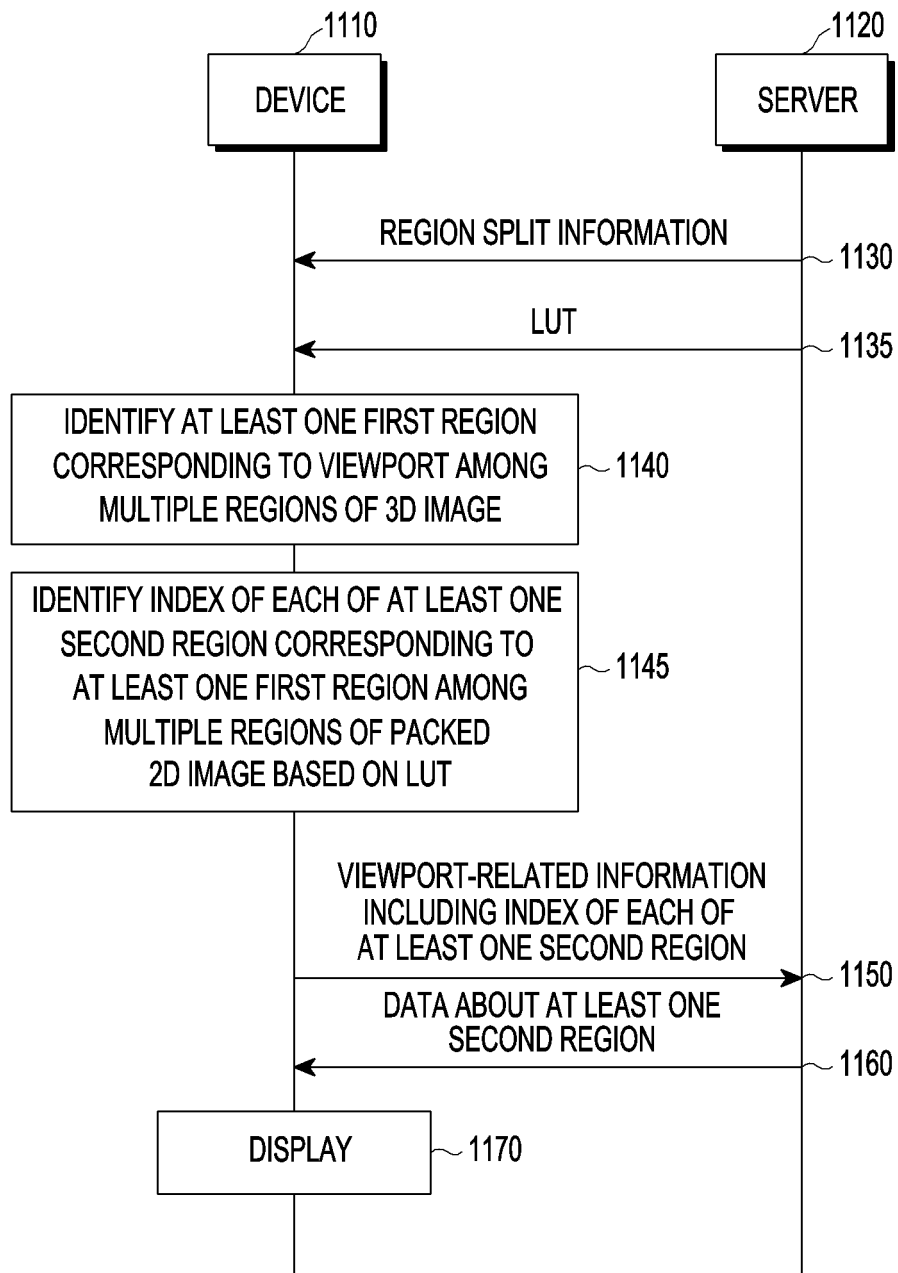 1110
1120
DEVICE
SERVER
REGION SPLIT INFORMATION
1130
LUT
1135
IDENTIFY AT LEAST ONE FIRST REGION
CORRESPONDING TO VIEWPORT AMONG
MULTIPLE REGIONS OF 3D IMAGE
1140
IDENTIFY INDEX OF EACH OF AT LEAST ONE
SECOND REGION CORRESPONDING TO
AT LEAST ONE FIRST REGION AMONG
MULTIPLE REGIONS OF PACKED
2D IMAGE BASED ON LUT
1145
VIEWPORT-RELATED INFORMATION
INCLUDING INDEX OF EACH OF
AT LEAST ONE SECOND REGION
1150
DATA ABOUT AT LEAST ONE
SECOND REGION
1160
DISPLAY
1170